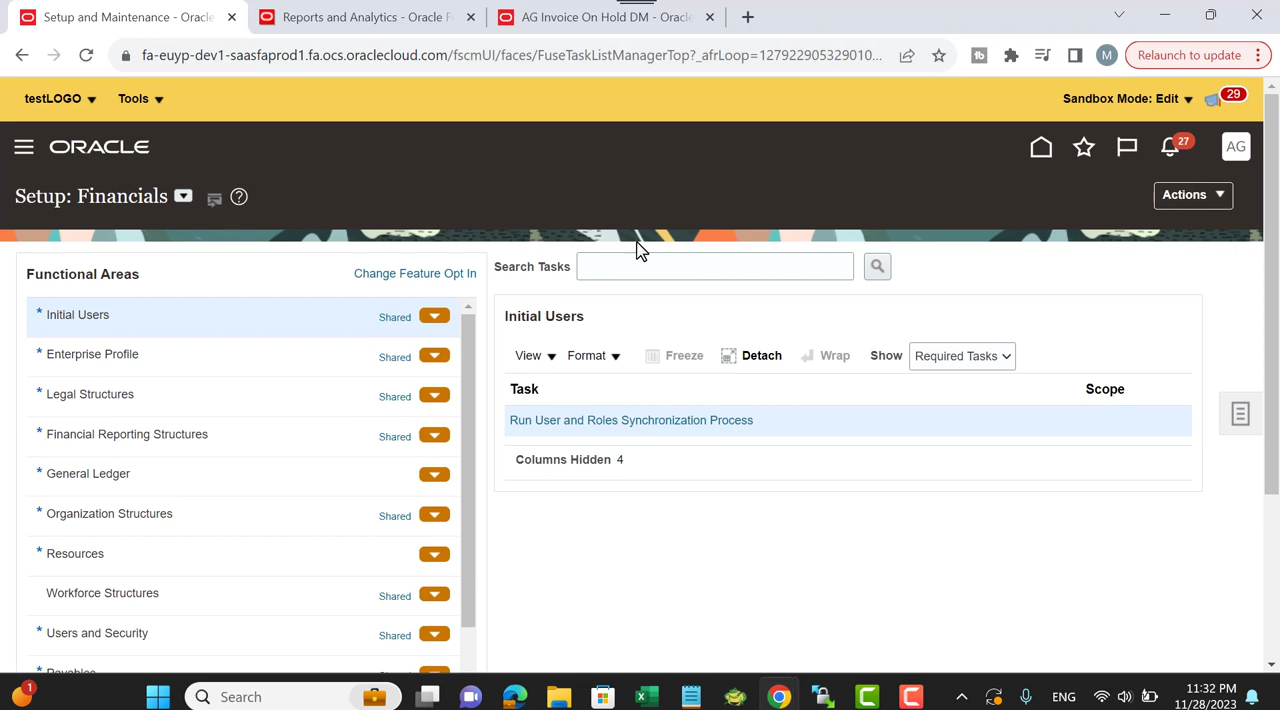 Setup and Maintenance - Oracle
Reports and Analytics - Oracle F
AG Invoice On Hold DM - Oracle
fa-euyp-dev1-saasfaprod1.fa.ocs.oraclecloud.com/fscmUI/faces/FuseTaskListManagerTop?_afrLoop=127922905329010...
tb
M
Relaunch to update
testLOGO
Tools
Sandbox Mode: Edit
29
ORACLE
27
AG
Setup: Financials
?
Actions
Functional Areas
Change Feature Opt In
* Initial Users Shared
* Enterprise Profile Shared
* Legal Structures Shared
* Financial Reporting Structures Shared
* General Ledger
* Organization Structures Shared
* Resources
Workforce Structures Shared
* Users and Security Shared
* Payables
Search Tasks
Initial Users
View Format Freeze Detach Wrap Show Required Tasks
Task Scope
Run User and Roles Synchronization Process
Columns Hidden 4
1
Search
ENG
11:32 PM
11/28/2023